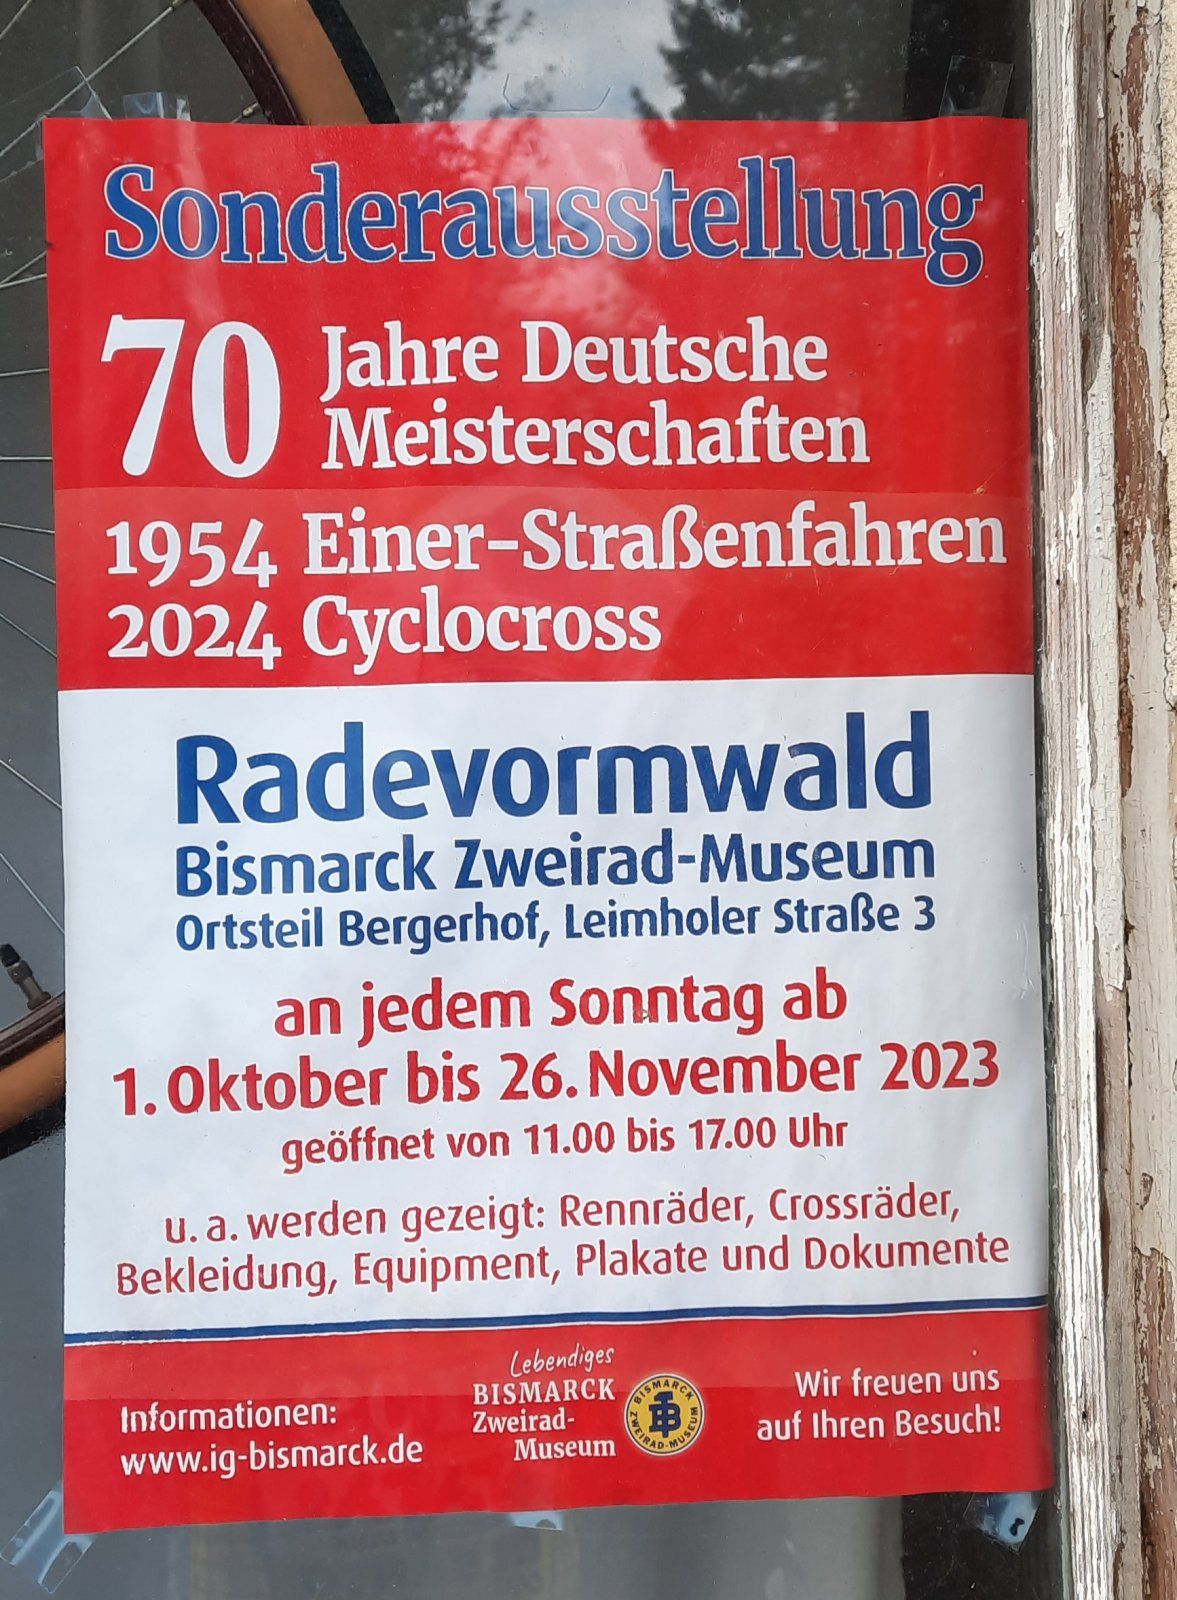 Sonderausstellung
70 Jahre Deutsche
Meisterschaften
1954 Einer-Straßenfahren
2024 Cyclocross
Radevormwald
Bismarck Zweirad-Museum
Ortsteil Bergerhof, Leimholer Straße 3
an jedem Sonntag ab
1. Oktober bis 26. November 2023
geöffnet von 11.00 bis 17.00 Uhr
u. a. werden gezeigt: Rennräder, Crossräder,
Bekleidung, Equipment, Plakate und Dokumente
Informationen:
www.ig-bismarck.de
Lebendiges
BISMARCK
Zweirad-
Museum
BISMARCK
ZWEIRAD-MUSEUM
Wir freuen uns
auf Ihren Besuch!